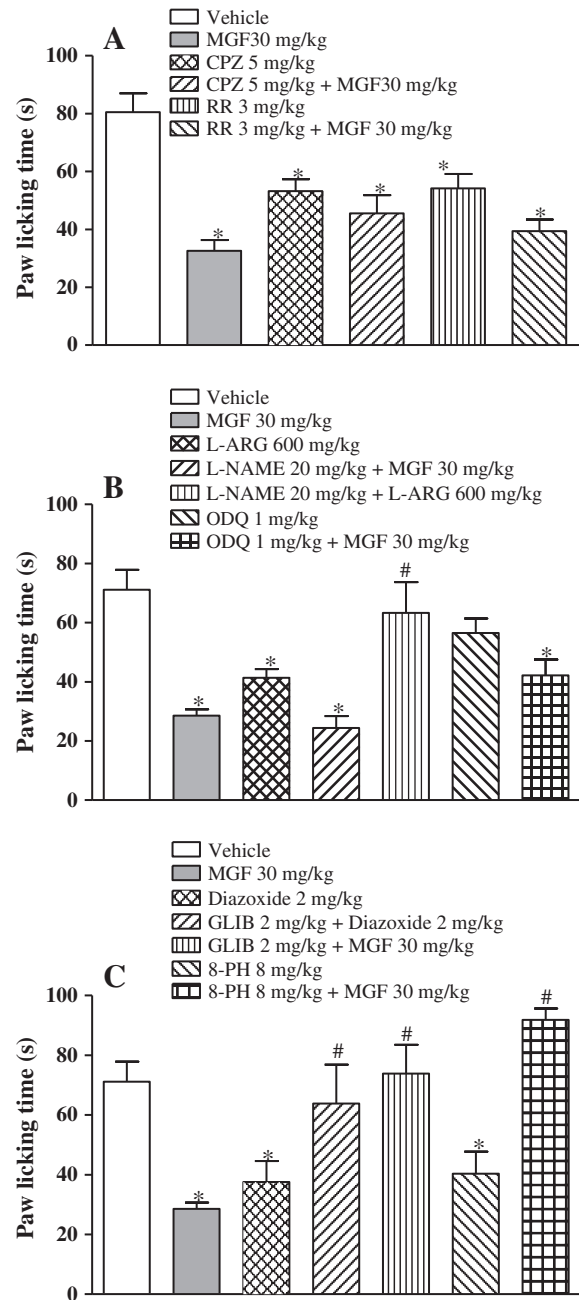 A
Vehicle
MGF30 mg/kg
CPZ 5 mg/kg
CPZ 5 mg/kg + MGF30 mg/kg
RR 3 mg/kg
RR 3 mg/kg + MGF 30 mg/kg
Paw licking time (s)
100
80
60
40
20
0
* * * * *
B
Vehicle
MGF 30 mg/kg
L-ARG 600 mg/kg
L-NAME 20 mg/kg + MGF 30 mg/kg
L-NAME 20 mg/kg + L-ARG 600 mg/kg
ODQ 1 mg/kg
ODQ 1 mg/kg + MGF 30 mg/kg
Paw licking time (s)
100
80
60
40
20
0
* * * # *
C
Vehicle
MGF 30 mg/kg
Diazoxide 2 mg/kg
GLIB 2 mg/kg + Diazoxide 2 mg/kg
GLIB 2 mg/kg + MGF 30 mg/kg
8-PH 8 mg/kg
8-PH 8 mg/kg + MGF 30 mg/kg
Paw licking time (s)
100
80
60
40
20
0
* * # # * #